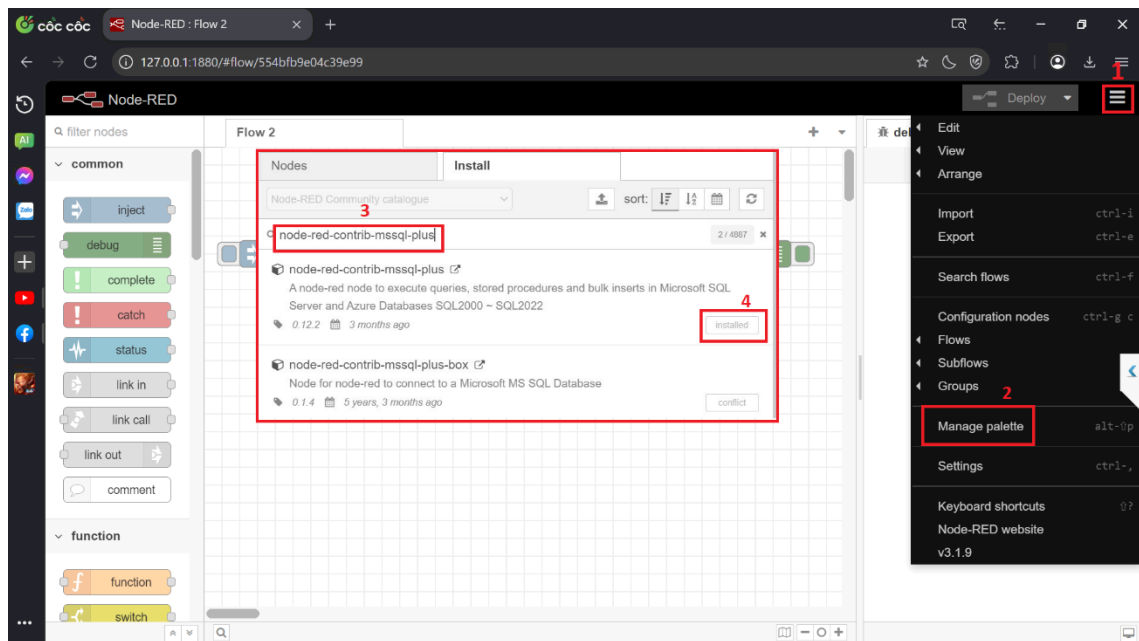 cốc cốc
Node-RED : Flow 2
127.0.0.1:1880/#flow/554bfb9e04c39e99
1
Node-RED
Deploy
filter nodes
Flow 2
common
inject
debug
complete
catch
status
link in
link call
link out
comment
function
function
switch
Nodes
Install
Node-RED Community catalogue
sort:
3
node-red-contrib-mssql-plus
2 / 4887
node-red-contrib-mssql-plus
A node-red node to execute queries, stored procedures and bulk inserts in Microsoft SQL
Server and Azure Databases SQL2000 ~ SQL2022
4
0.12.2 3 months ago
installed
node-red-contrib-mssql-plus-box
Node for node-red to connect to a Microsoft MS SQL Database
0.1.4 5 years, 3 months ago
conflict
AI
Zalo
Edit
View
Arrange
Import ctrl-i
Export ctrl-e
Search flows ctrl-f
Configuration nodes ctrl-g c
Flows
Subflows
Groups
2
Manage palette alt-⇧p
Settings ctrl-,
Keyboard shortcuts ⇧?
Node-RED website
v3.1.9